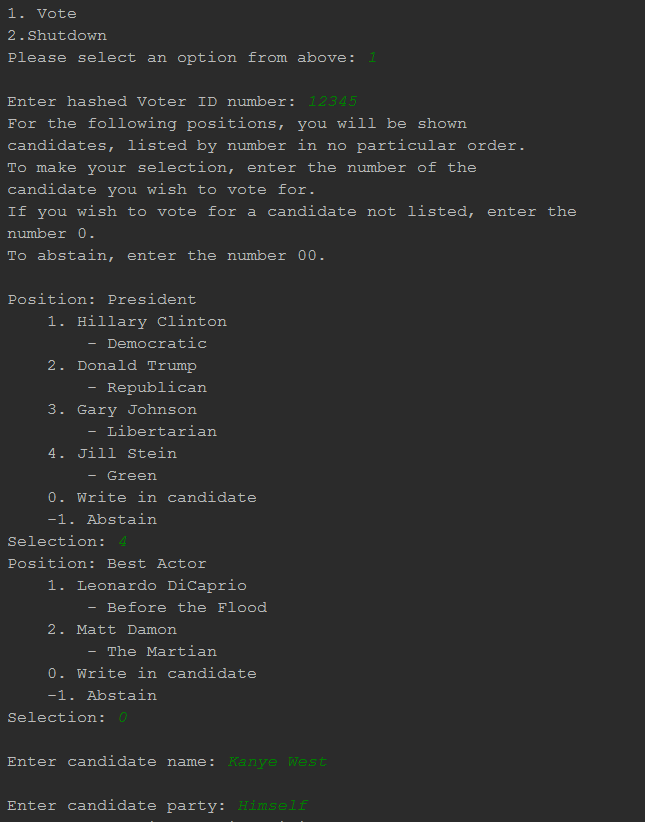 1. Vote
2.Shutdown
Please select an option from above: 1
Enter hashed Voter ID number: 12345
For the following positions, you will be shown
candidates, listed by number in no particular order.
To make your selection, enter the number of the
candidate you wish to vote for.
If you wish to vote for a candidate not listed, enter the
number 0.
To abstain, enter the number 00.
Position: President
1. Hillary Clinton
- Democratic
2. Donald Trump
- Republican
3. Gary Johnson
- Libertarian
4. Jill Stein
- Green
0. Write in candidate
-1. Abstain
Selection: 4
Position: Best Actor
1. Leonardo DiCaprio
- Before the Flood
2. Matt Damon
- The Martian
0. Write in candidate
-1. Abstain
Selection: 0
Enter candidate name: Kanye West
Enter candidate party: Himself